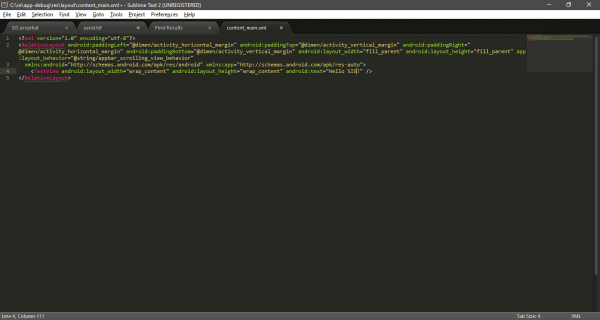 C:\vrapp-debug\res\layout\content_main.xml • - Sublime Text 2 (UNREGISTERED)
File Edit Selection Find View Goto Tools Project Preferences Help
SIS projekat
Find Results
content_main.xml
1 <?xml version="1.0" encoding="utf-8"?>
2 <RelativeLayout android:paddingLeft="@dimen/activity_horizontal_margin" android:paddingTop="@dimen/activity_vertical_margin" android:paddingRight="
@dimen/activity_horizontal_margin" android:paddingBottom="@dimen/activity_vertical_margin" android:layout_width="fill_parent" android:layout_height="fill_parent" app
:layout_behavior="@string/appbar_scrolling_view_behavior"
3 xmlns:android="http://schemas.android.com/apk/res/android" xmlns:app="http://schemas.android.com/apk/res-auto">
4 <TextView android:layout_width="wrap_content" android:layout_height="wrap_content" android:text="Hello SIS!" />
5 </RelativeLayout>
Line 4, Column 111
Tab Size: 4
XML